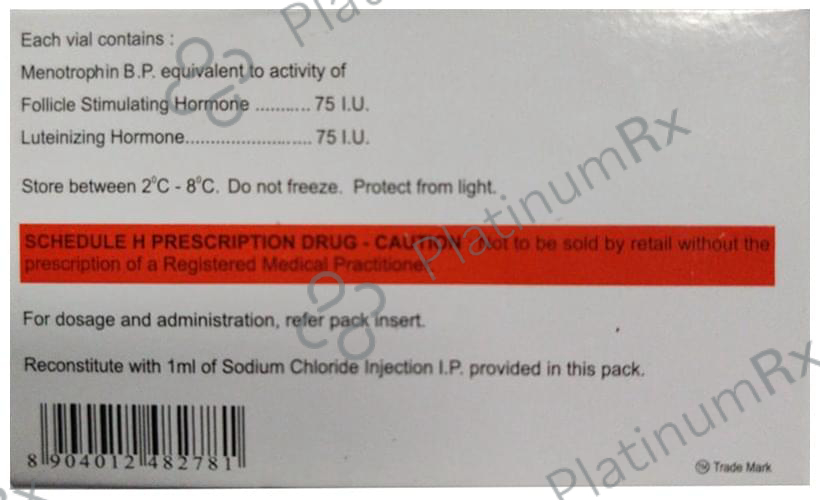 Each vial contains :
Menotrophin B.P. equivalent to activity of
Follicle Stimulating Hormone ........... 75 I.U.
Luteinizing Hormone......................... 75 I.U.
Store between 2°C - 8°C. Do not freeze. Protect from light.
SCHEDULE H PRESCRIPTION DRUG - CAUTION : Not to be sold by retail without the
prescription of a Registered Medical Practitioner.
For dosage and administration, refer pack insert.
Reconstitute with 1ml of Sodium Chloride Injection I.P. provided in this pack.
8 904012 482781
TM Trade Mark
PlatinumRx
PlatinumRx